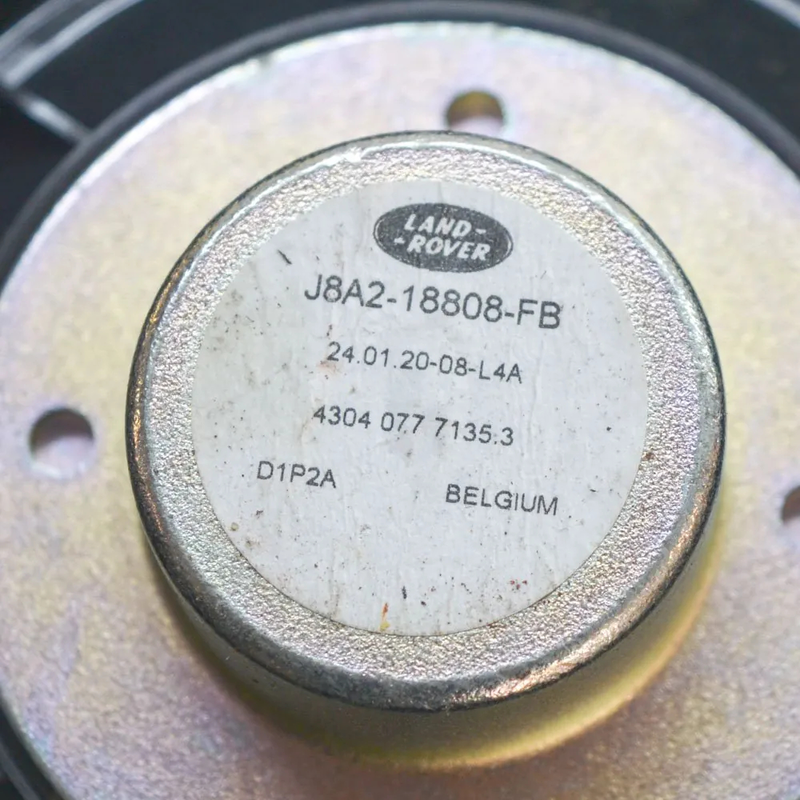 LAND-
-ROVER
J8A2-18808-FB
24.01.20-08-L4A
4304 077 7135.3
D1P2A BELGIUM